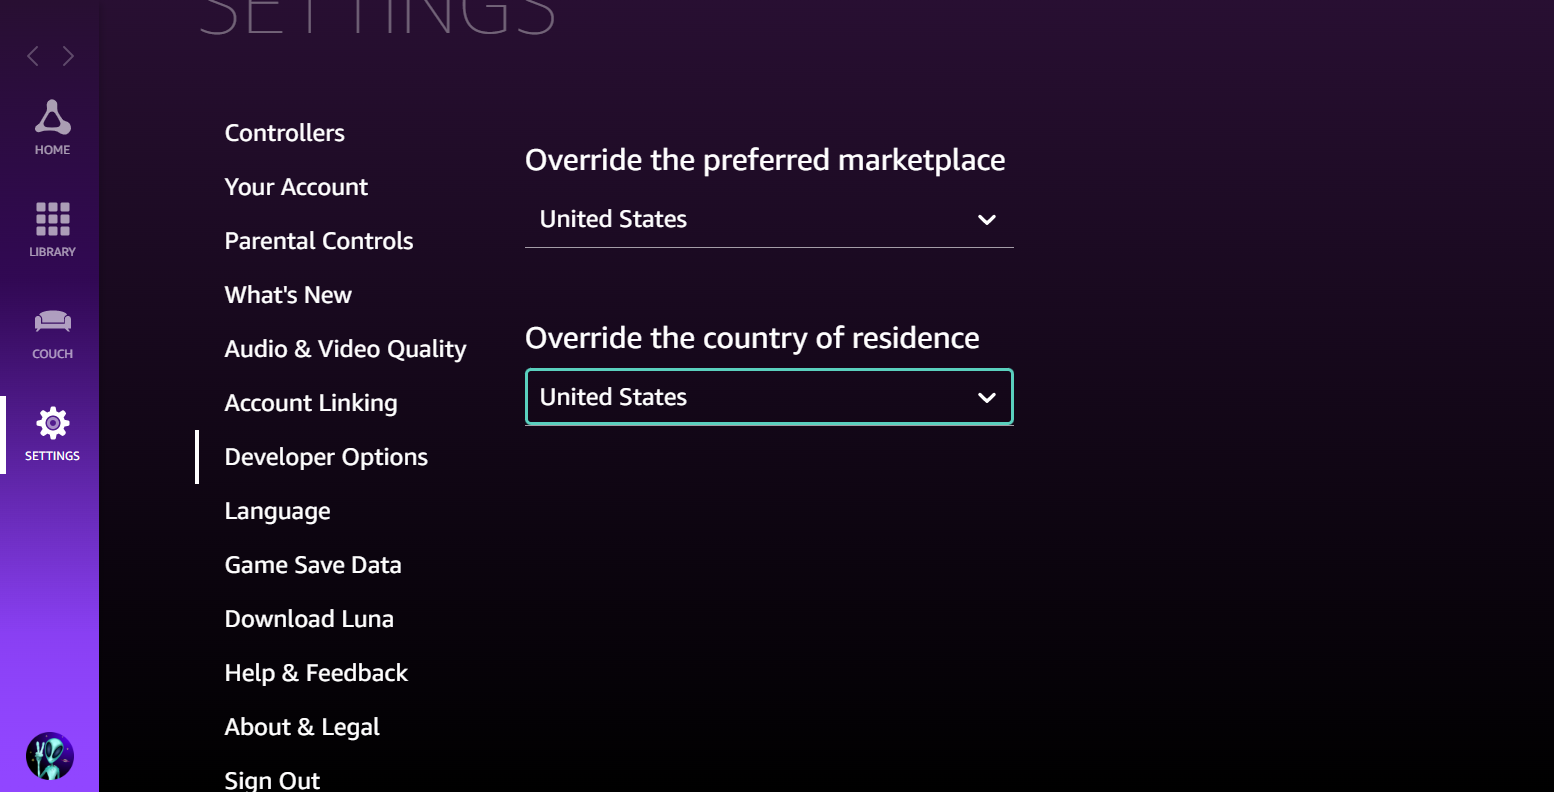 SETTINGS
HOME
LIBRARY
COUCH
SETTINGS
Controllers
Your Account
Parental Controls
What's New
Audio & Video Quality
Account Linking
Developer Options
Language
Game Save Data
Download Luna
Help & Feedback
About & Legal
Sign Out
Override the preferred marketplace
United States
Override the country of residence
United States